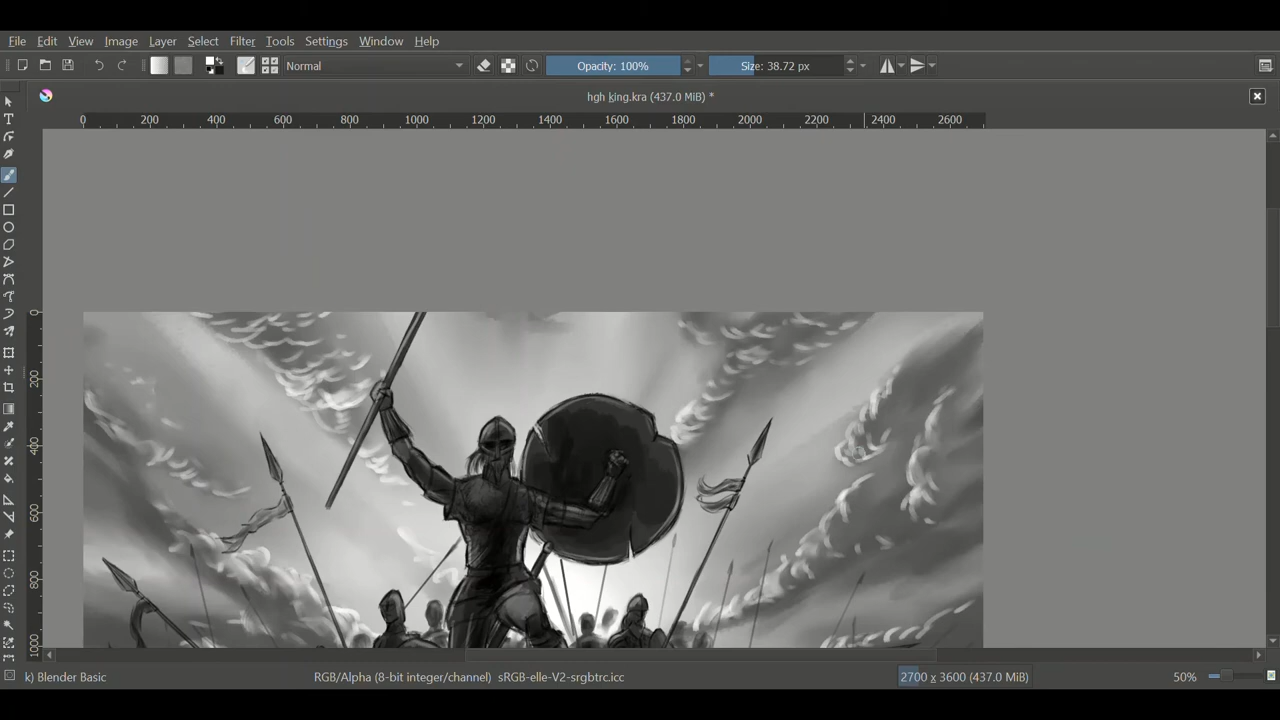 File Edit View Image Layer Select Filter Tools Settings Window Help
Normal Opacity: 100% Size: 38.72 px
hgh king.kra (437.0 MiB) *
0 200 400 600 800 1000 1200 1400 1600 1800 2000 2200 2400 2600
0
200
400
600
800
1000
k) Blender Basic RGB/Alpha (8-bit integer/channel) sRGB-elle-V2-srgbtrc.icc 2700 x 3600 (437.0 MiB) 50%